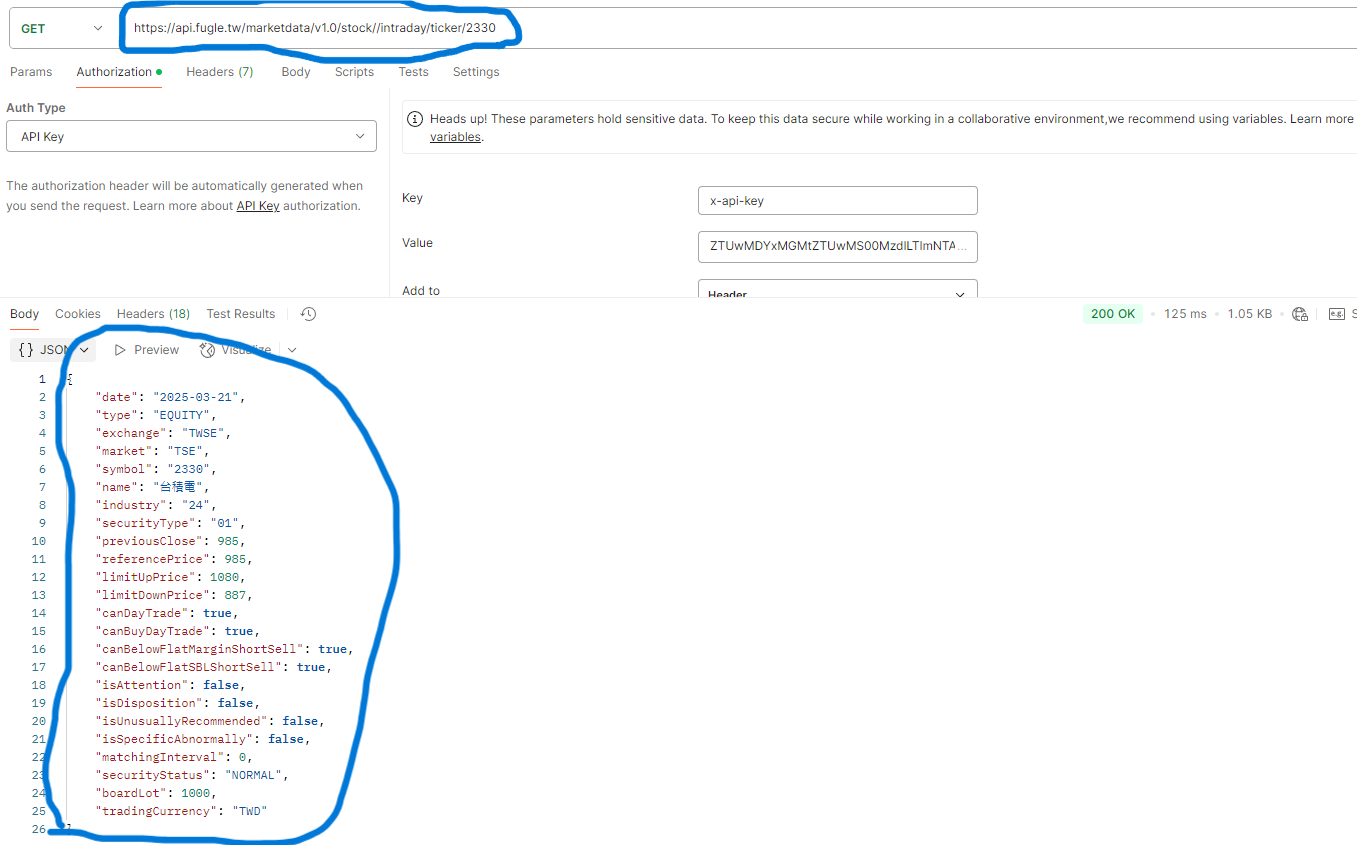 GET
https://api.fugle.tw/marketdata/v1.0/stock//intraday/ticker/2330
Params Authorization Headers (7) Body Scripts Tests Settings
Auth Type
API Key
The authorization header will be automatically generated when
you send the request. Learn more about API Key authorization.
Heads up! These parameters hold sensitive data. To keep this data secure while working in a collaborative environment,we recommend using variables. Learn more
variables.
Key
x-api-key
Value
ZTUwMDYxMGMtZTUwMS00MzdlLTlmNTA...
Add to
Header
Body Cookies Headers (18) Test Results
200 OK • 125 ms • 1.05 KB • e.g. S
{} JSON Preview Visualize
1 {
2 "date": "2025-03-21",
3 "type": "EQUITY",
4 "exchange": "TWSE",
5 "market": "TSE",
6 "symbol": "2330",
7 "name": "台積電",
8 "industry": "24",
9 "securityType": "01",
10 "previousClose": 985,
11 "referencePrice": 985,
12 "limitUpPrice": 1080,
13 "limitDownPrice": 887,
14 "canDayTrade": true,
15 "canBuyDayTrade": true,
16 "canBelowFlatMarginShortSell": true,
17 "canBelowFlatSBLShortSell": true,
18 "isAttention": false,
19 "isDisposition": false,
20 "isUnusuallyRecommended": false,
21 "isSpecificAbnormally": false,
22 "matchingInterval": 0,
23 "securityStatus": "NORMAL",
24 "boardLot": 1000,
25 "tradingCurrency": "TWD"
26 }